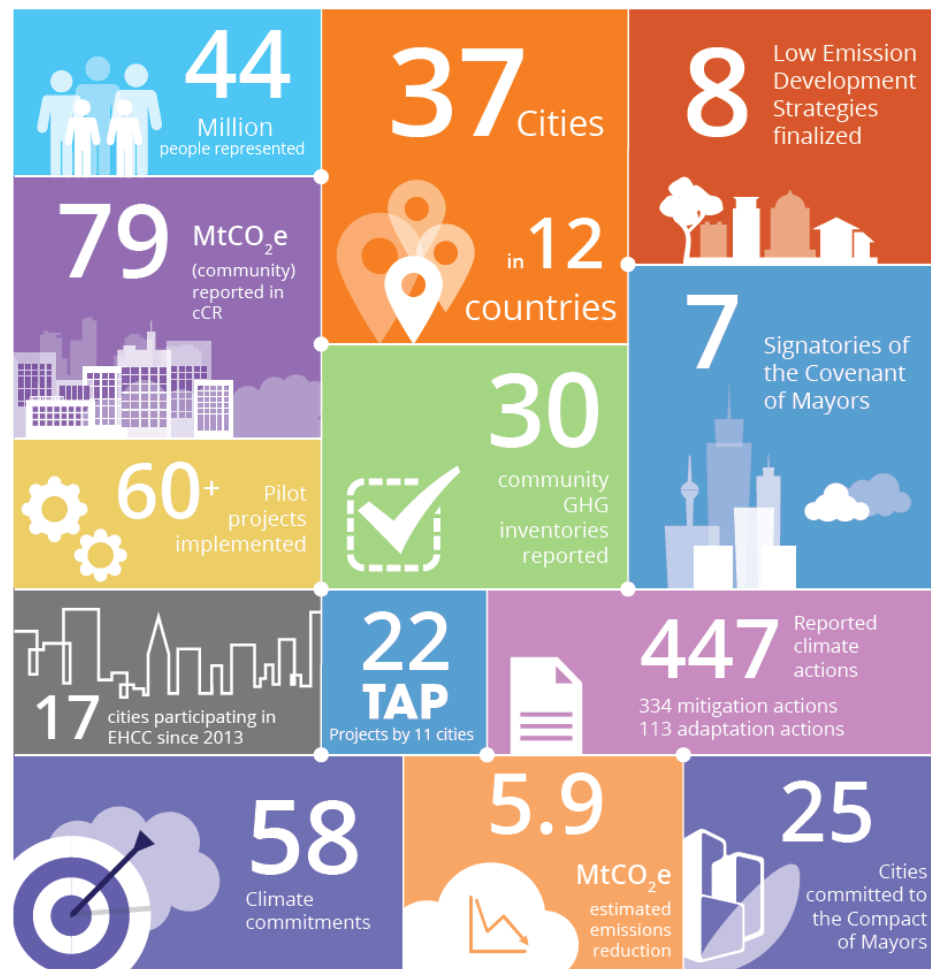 44
Million
people represented
37 Cities
in 12
countries
8
Low Emission
Development
Strategies
finalized
79
MtCO₂e
(community)
reported in
cCR
7
Signatories of
the Covenant
of Mayors
30
community
GHG
inventories
reported
60+
Pilot
projects
implemented
17
cities participating in
EHCC since 2013
22
TAP
Projects by 11 cities
447
Reported
climate
actions
334 mitigation actions
113 adaptation actions
58
Climate
commitments
5.9
MtCO₂e
estimated
emissions
reduction
25
Cities
committed to
the Compact
of Mayors